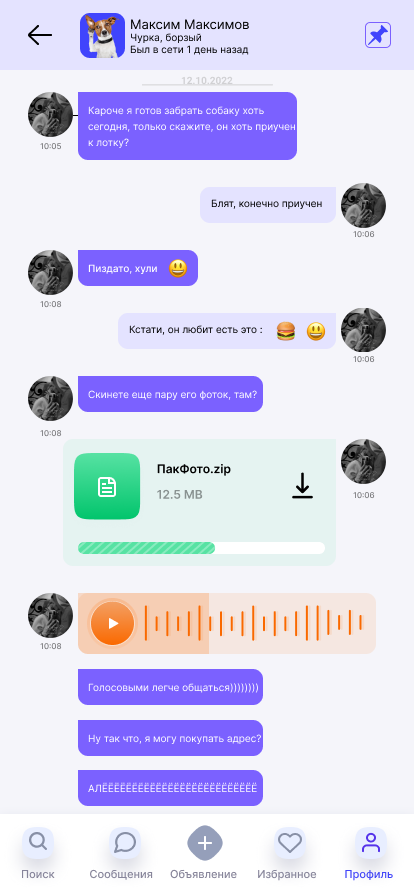 Максим Максимов
Чурка, борзый
Был в сети 1 день назад
12.10.2022
Кароче я готов забрать собаку хоть
сегодня, только скажите, он хоть приучен
к лотку?
10:05
Блят, конечно приучен
10:06
Пиздато, хули
10:08
Кстати, он любит есть это :
10:06
Скинете еще пару его фоток, там?
10:08
ПакФото.zip
12.5 MB
10:06
10:08
Голосовыми легче общаться))))))))
Ну так что, я могу покупать адрес?
АЛЁЁЁЁЁЁЁЁЁЁЁЁЁЁЁЁЁЁЁЁЁЁЁЁЁЁ
Поиск
Сообщения
Объявление
Избранное
Профиль